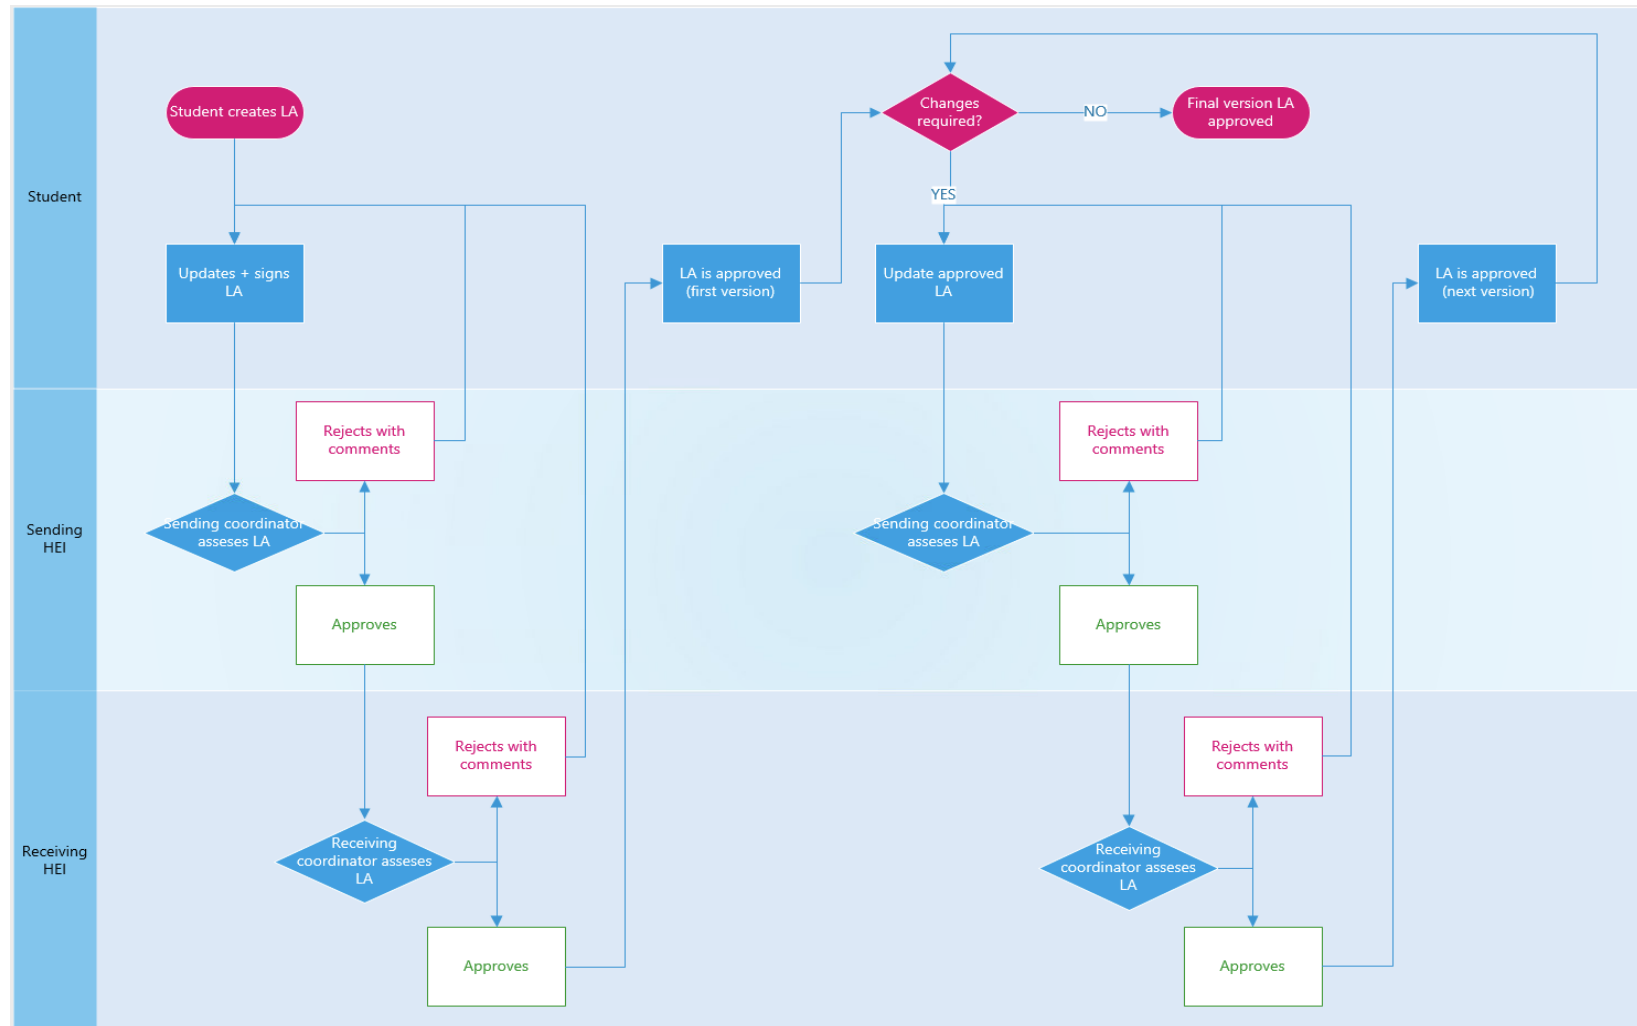 Student
Student creates LA
Updates + signs
LA
LA is approved
(first version)
Changes
required?
NO
Final version LA
approved
YES
Update approved
LA
LA is approved
(next version)
Sending
HEI
Rejects with
comments
Sending coordinator
asseses LA
Approves
Rejects with
comments
Sending coordinator
asseses LA
Approves
Receiving
HEI
Rejects with
comments
Receiving
coordinator asseses
LA
Approves
Rejects with
comments
Receiving
coordinator asseses
LA
Approves